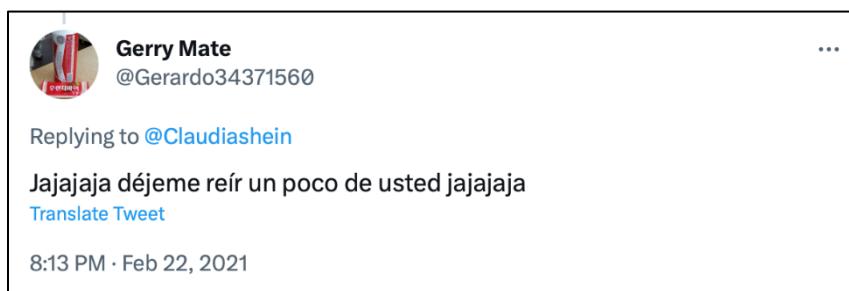 Gerry Mate
@Gerardo34371560
Replying to @Claudiashein
Jajajaja déjeme reír un poco de usted jajajaja
Translate Tweet
8:13 PM · Feb 22, 2021